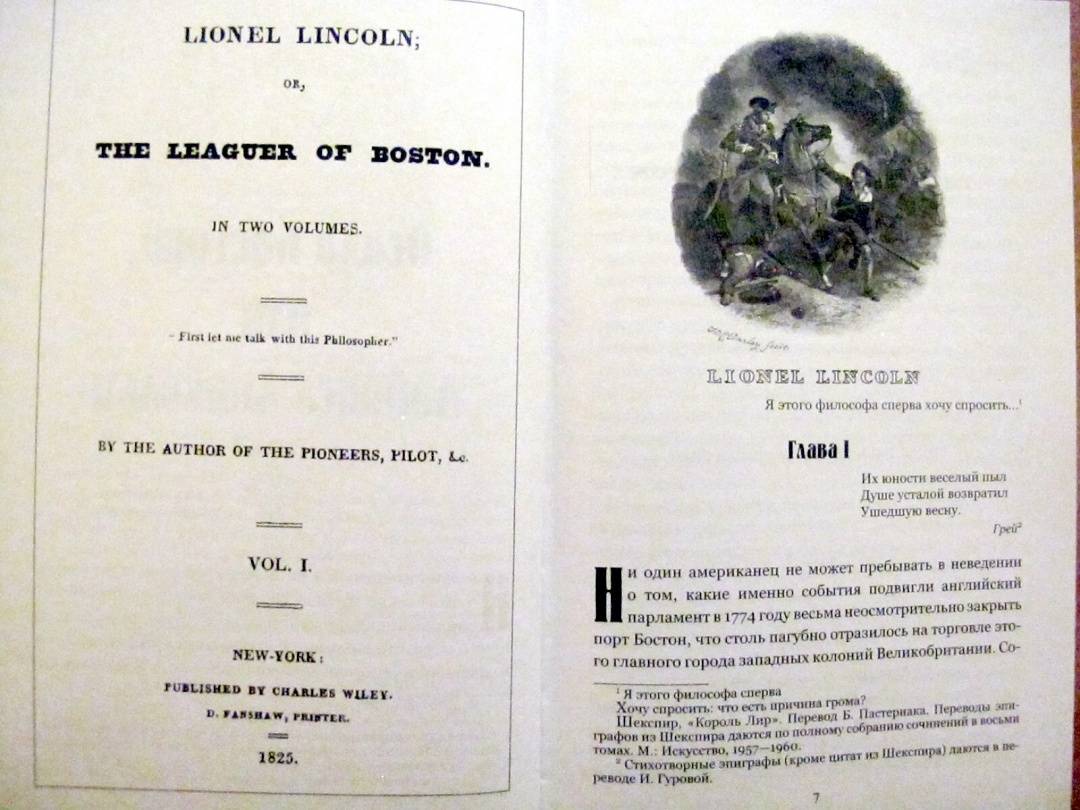 LIONEL LINCOLN;
OR,
THE LEAGUER OF BOSTON.
IN TWO VOLUMES.
"First let me talk with this Philosopher."
BY THE AUTHOR OF THE PIONEERS, PILOT, &c.
VOL. I.
NEW-YORK:
PUBLISHED BY CHARLES WILEY.
D. FANSHAW, PRINTER.
1825.
LIONEL LINCOLN
Я этого философа сперва хочу спросить...¹
Глава I
Их юности веселый пыл
Душе усталой возвратил
Ушедшую весну.
Грей²
Ни один американец не может пребывать в неведении
о том, какие именно события подвигли английский
парламент в 1774 году весьма неосмотрительно закрыть
порт Бостон, что столь пагубно отразилось на торговле это-
го главного города западных колоний Великобритании. Со-
¹ Я этого философа сперва
Хочу спросить: что есть причина грома?
Шекспир, «Король Лир». Перевод Б. Пастернака. Переводы эпи-
графов из Шекспира даются по полному собранию сочинений в восьми
томах. М.: Искусство, 1957—1960.
² Стихотворные эпиграфы (кроме цитат из Шекспира) даются в пе-
реводе И. Гуровой.
7